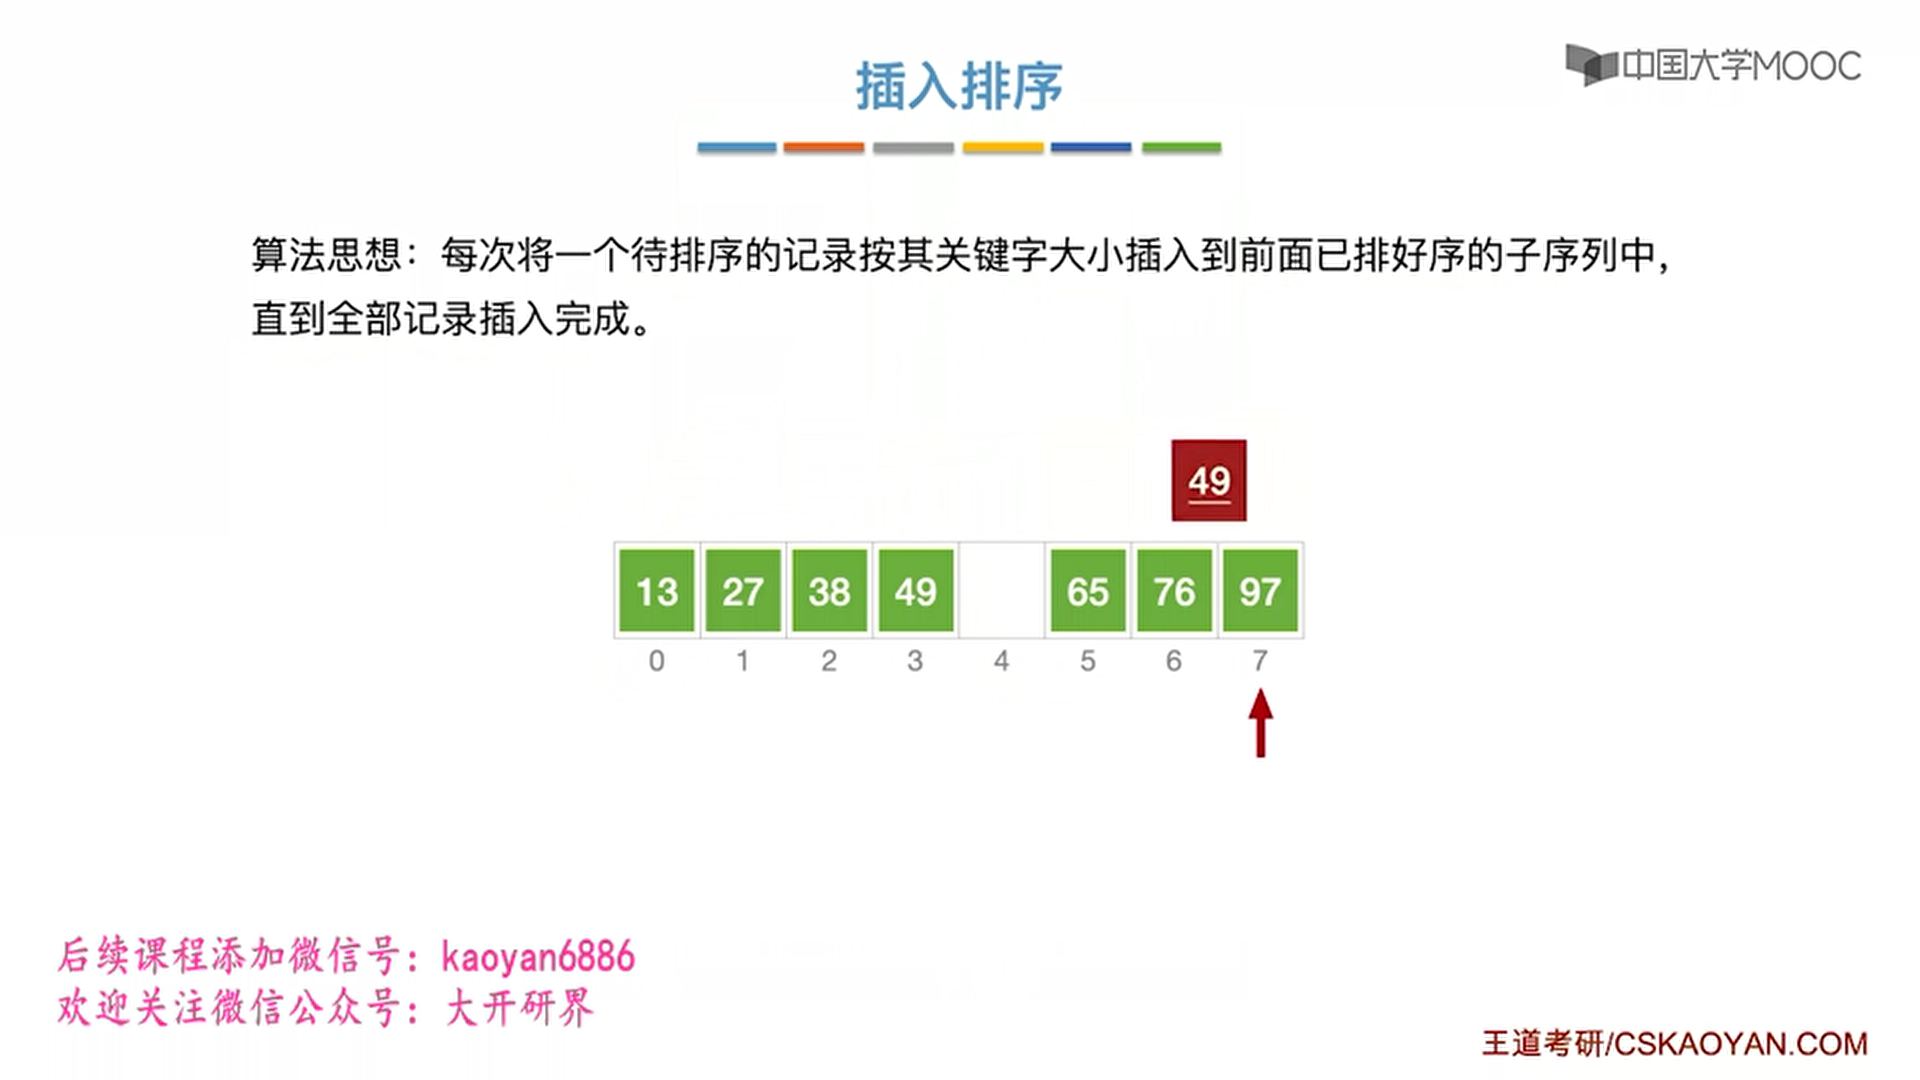 插入排序
中国大学MOOC
算法思想：每次将一个待排序的记录按其关键字大小插入到前面已排好序的子序列中，
直到全部记录插入完成。
49
13 27 38 49 65 76 97
0 1 2 3 4 5 6 7
后续课程添加微信号：kaoyan6886
欢迎关注微信公众号：大开研界
王道考研/CSKAOYAN.COM